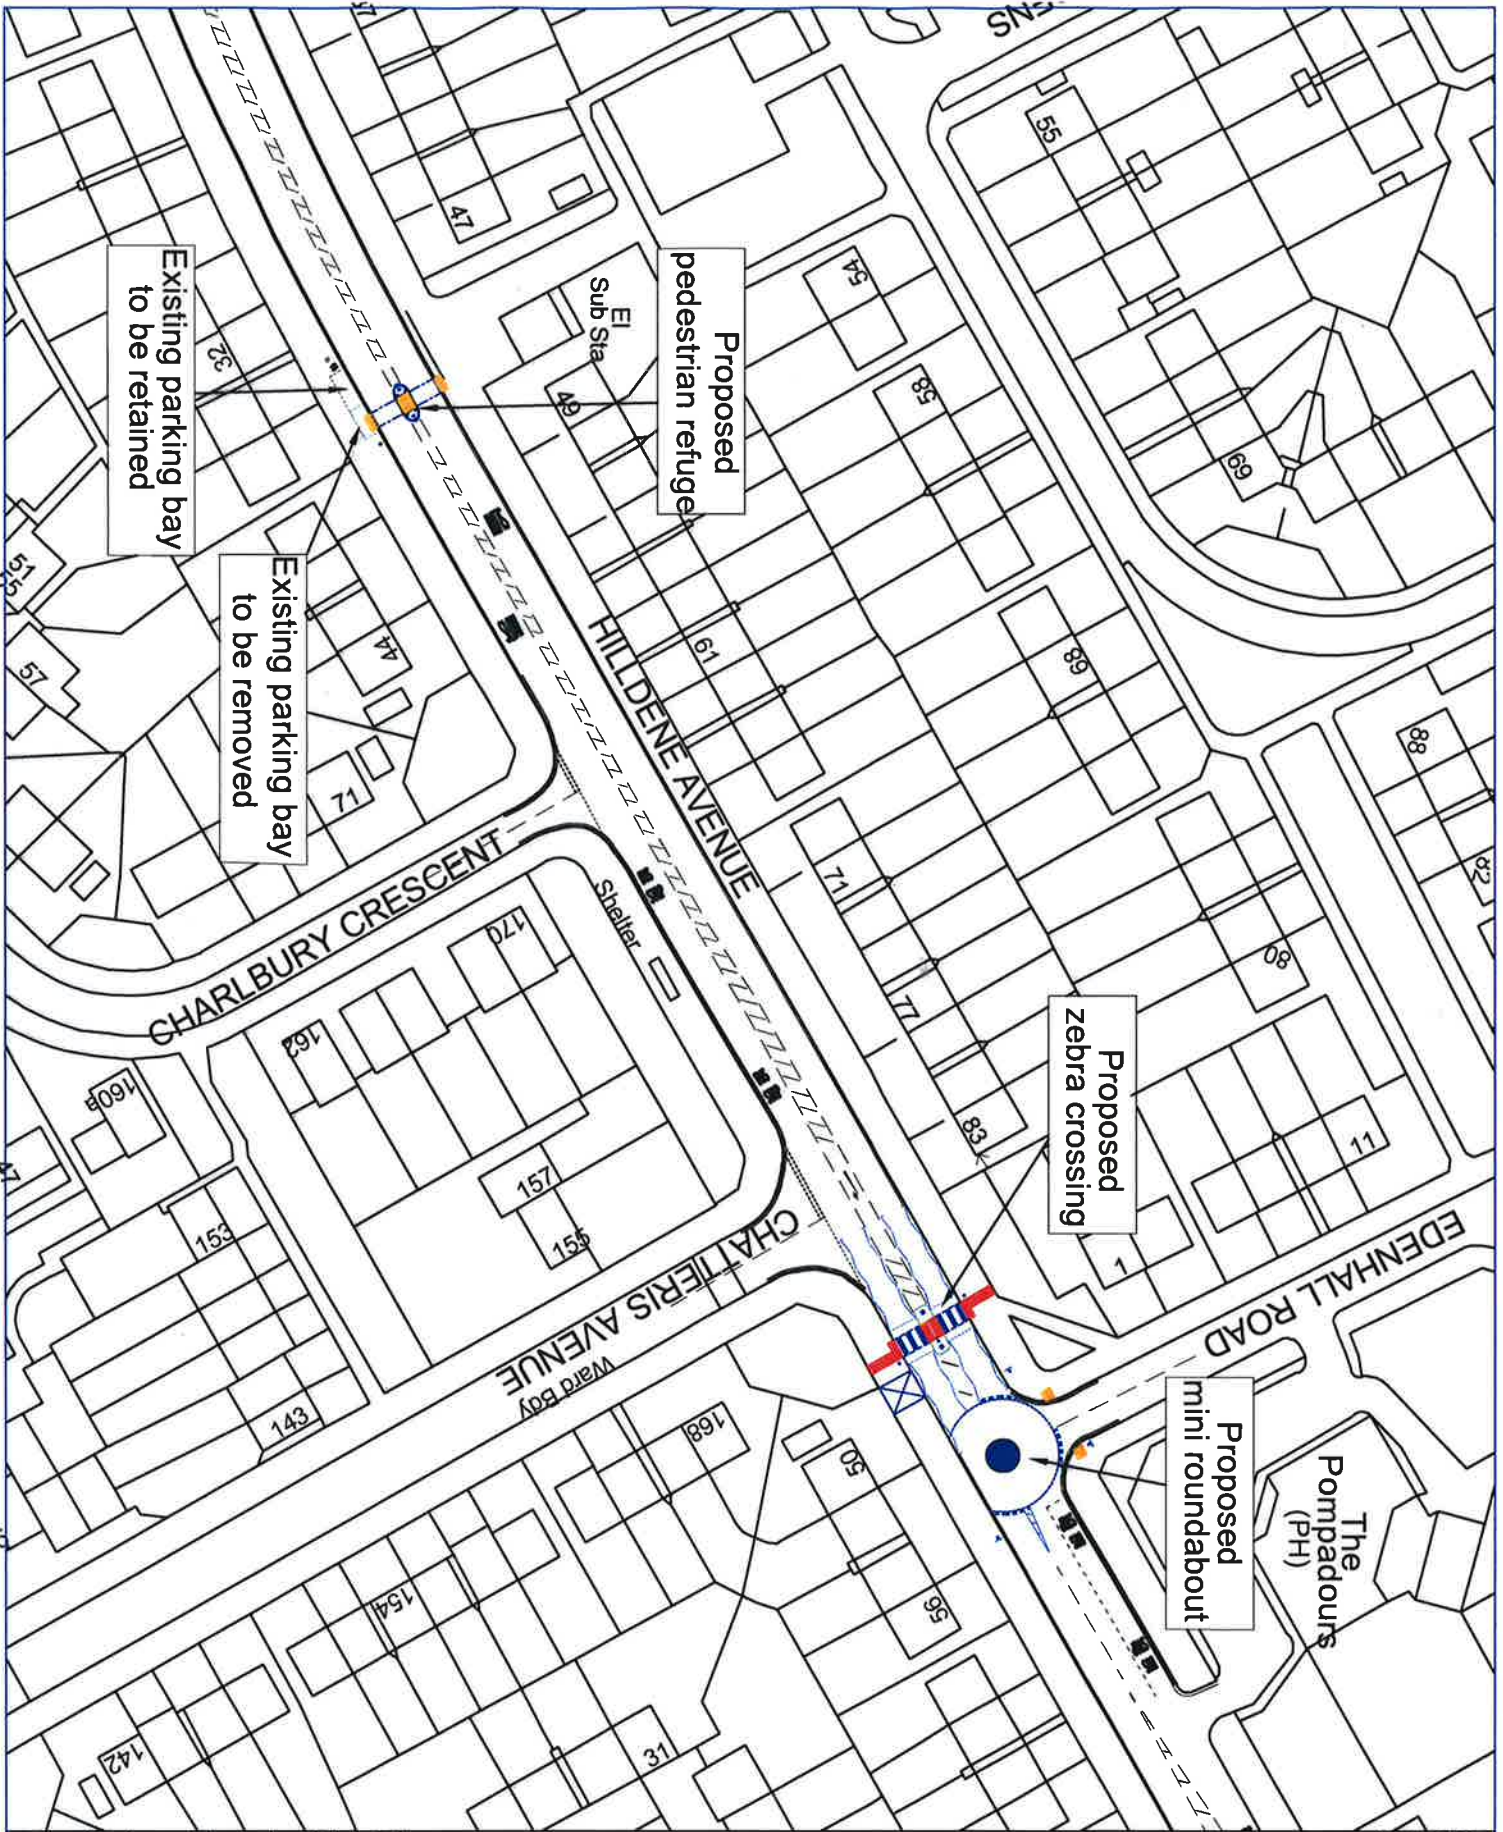 ENS
55
47
54
El
Sub Sta
49
58
69
Proposed
pedestrian refuge
Existing parking bay
to be retained
32
51
57
Existing parking bay
to be removed
44
71
61
HILLDENE AVENUE
68
88
82
71
77
80
83
Proposed
zebra crossing
11
1
EDENHALL ROAD
CHARLBURY CRESCENT
Shelter
170
162
160a
157
155
153
143
CHATTERIS AVENUE
Ward Bdy
168
50
56
154
142
31
Proposed
mini roundabout
The
Pompadours
(PH)